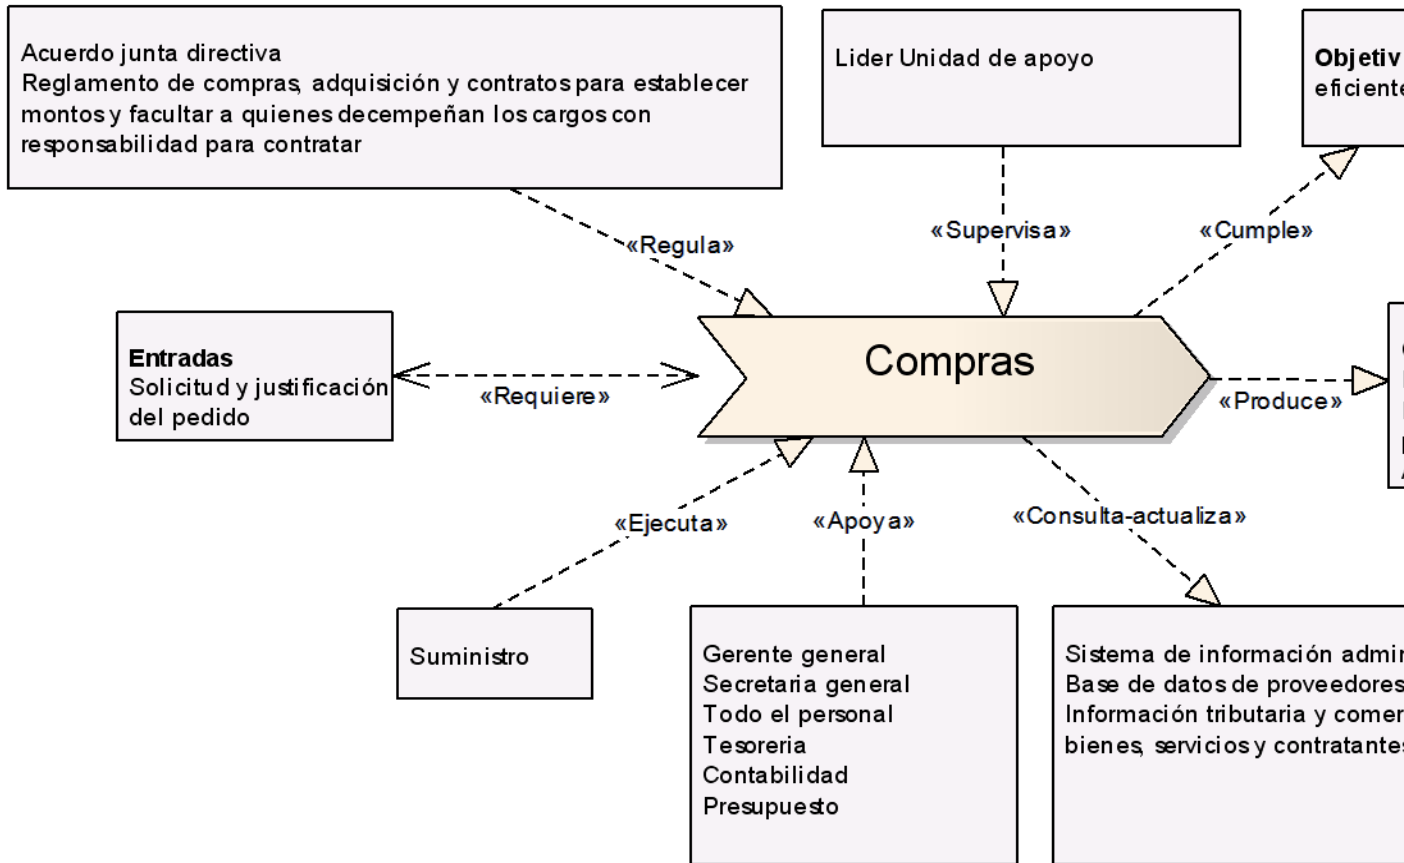 Acuerdo junta directiva
Reglamento de compras, adquisición y contratos para establecer
montos y facultar a quienes decempeñan los cargos con
responsabilidad para contratar
Lider Unidad de apoyo
Objetiv
eficiente
«Regula»
«Supervisa»
«Cumple»
Entradas
Solicitud y justificación
del pedido
«Requiere»
Compras
«Produce»
«Ejecuta»
«Apoya»
«Consulta-actualiza»
Suministro
Gerente general
Secretaria general
Todo el personal
Tesoreria
Contabilidad
Presupuesto
Sistema de información admin
Base de datos de proveedores
Información tributaria y comer
bienes, servicios y contratantes